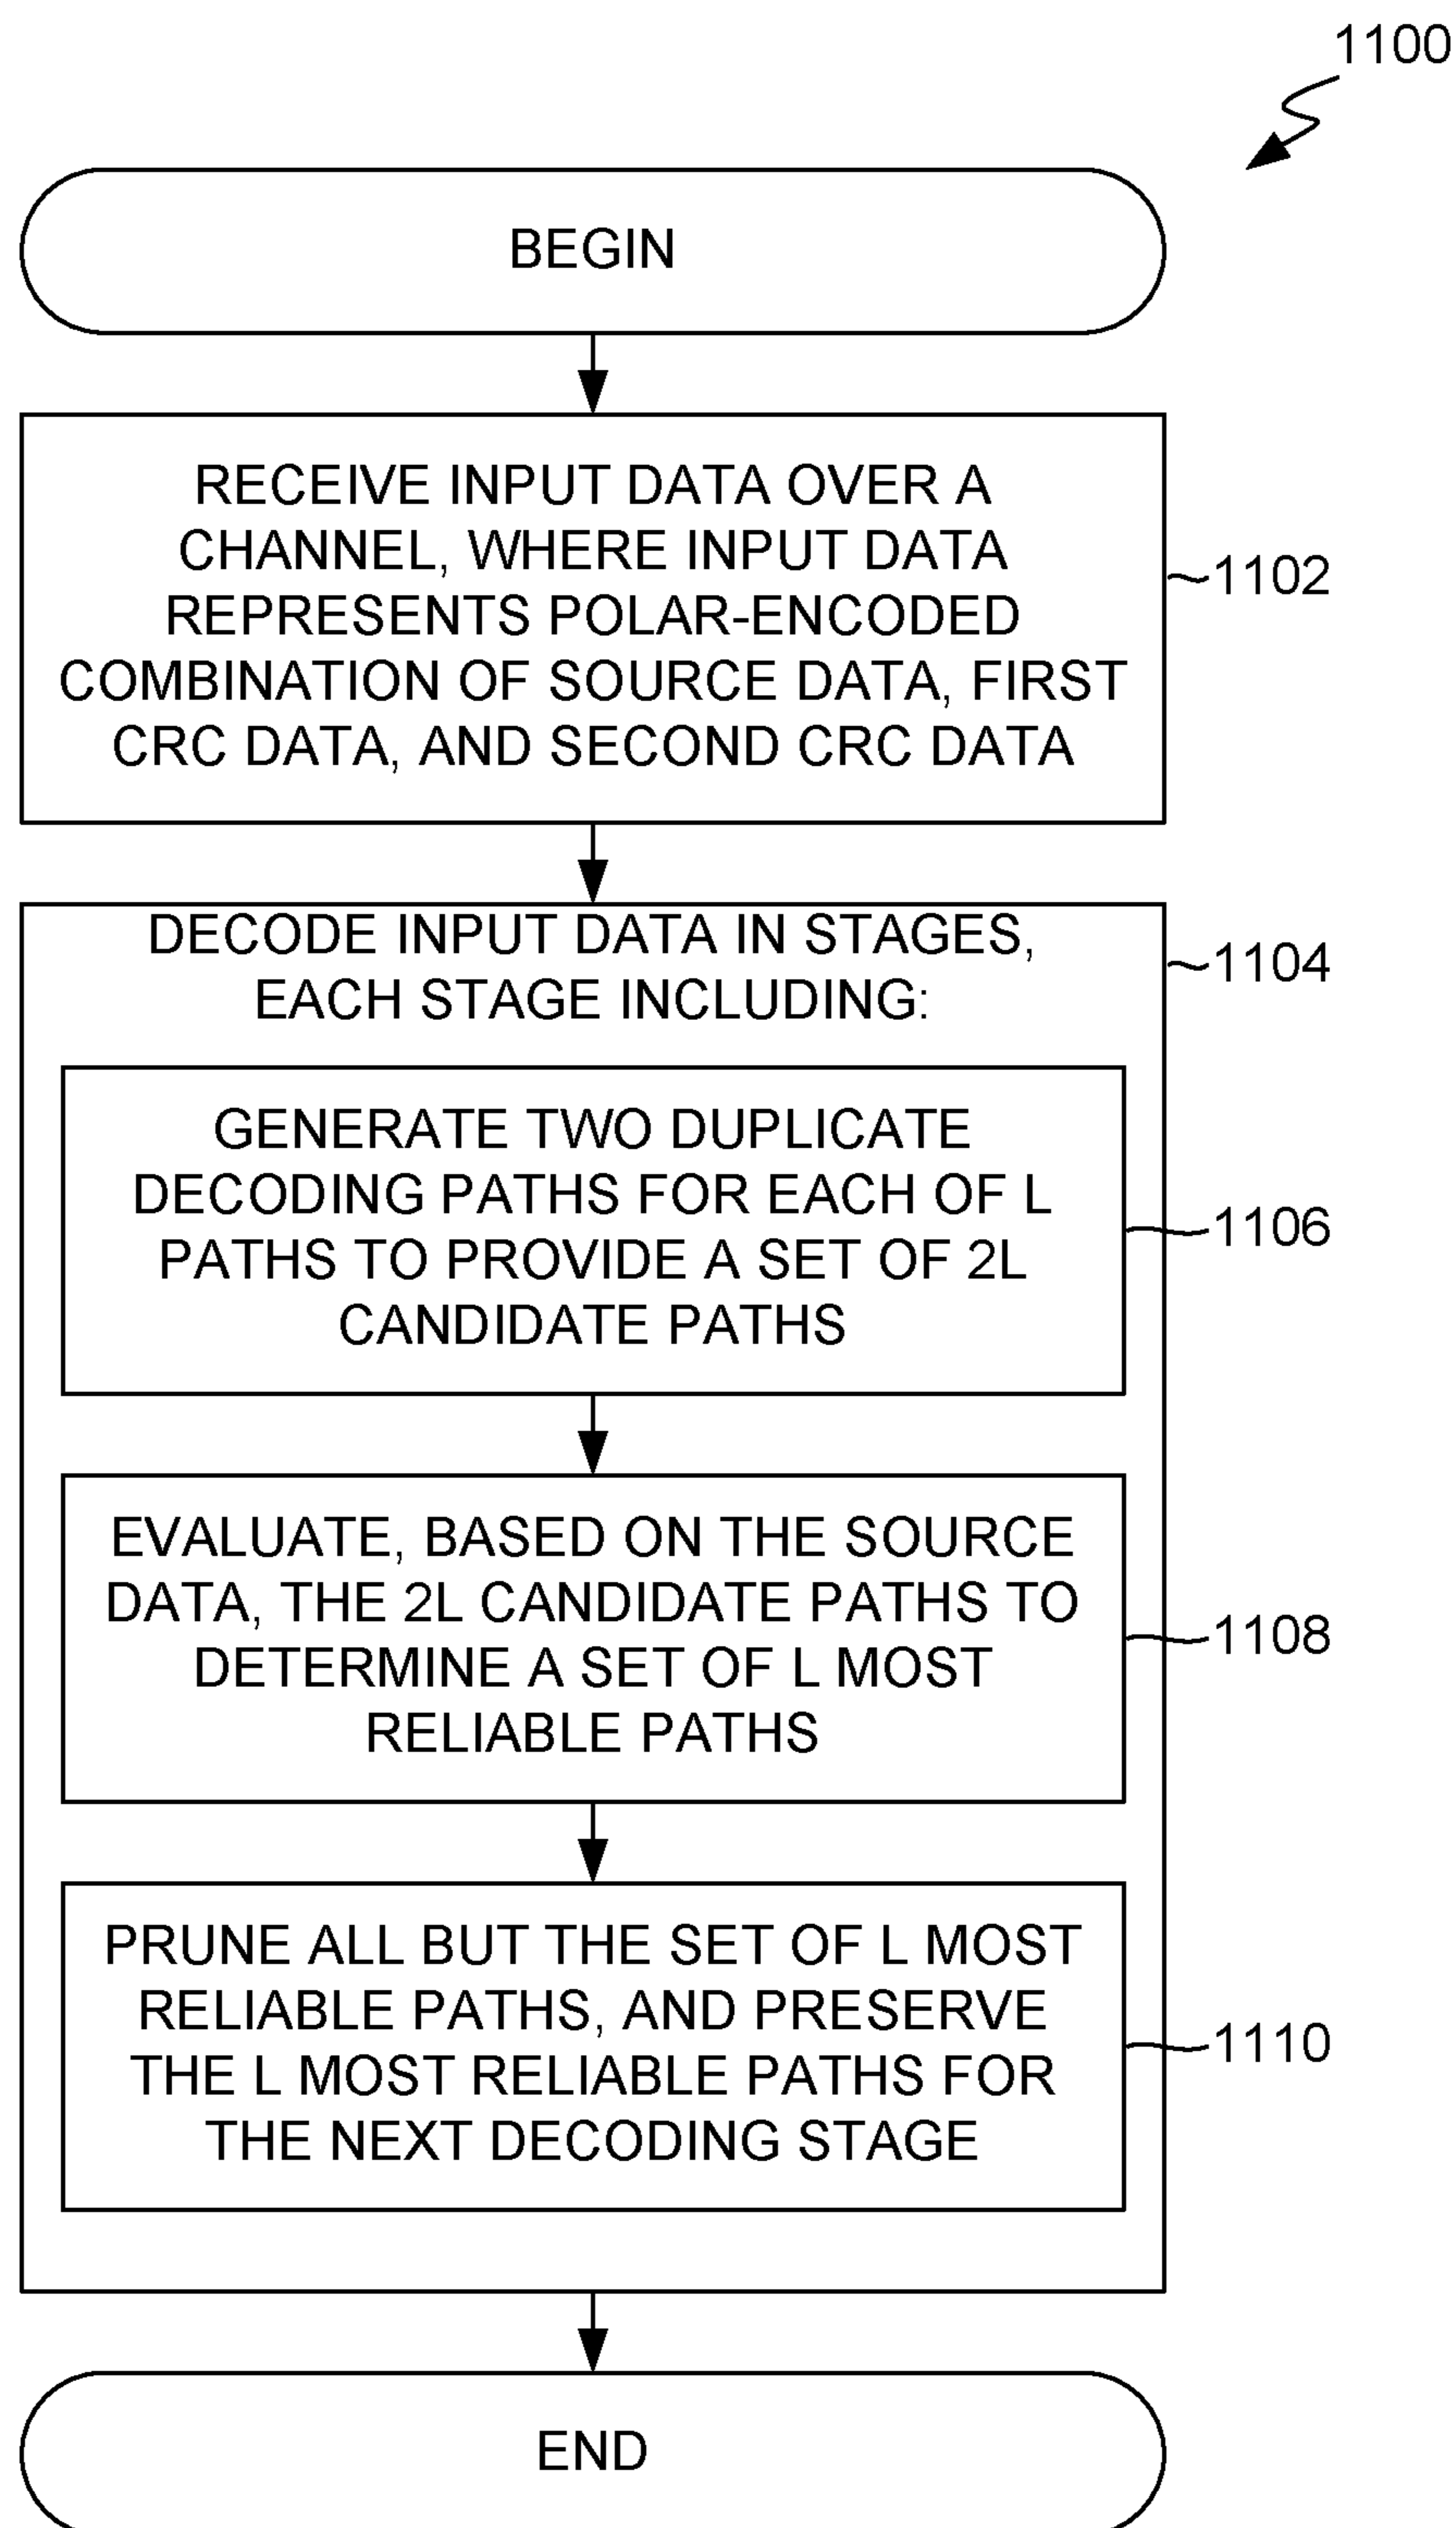 1100
BEGIN
RECEIVE INPUT DATA OVER A
CHANNEL, WHERE INPUT DATA
REPRESENTS POLAR-ENCODED
COMBINATION OF SOURCE DATA, FIRST
CRC DATA, AND SECOND CRC DATA
1102
DECODE INPUT DATA IN STAGES,
EACH STAGE INCLUDING:
1104
GENERATE TWO DUPLICATE
DECODING PATHS FOR EACH OF L
PATHS TO PROVIDE A SET OF 2L
CANDIDATE PATHS
1106
EVALUATE, BASED ON THE SOURCE
DATA, THE 2L CANDIDATE PATHS TO
DETERMINE A SET OF L MOST
RELIABLE PATHS
1108
PRUNE ALL BUT THE SET OF L MOST
RELIABLE PATHS, AND PRESERVE
THE L MOST RELIABLE PATHS FOR
THE NEXT DECODING STAGE
1110
END